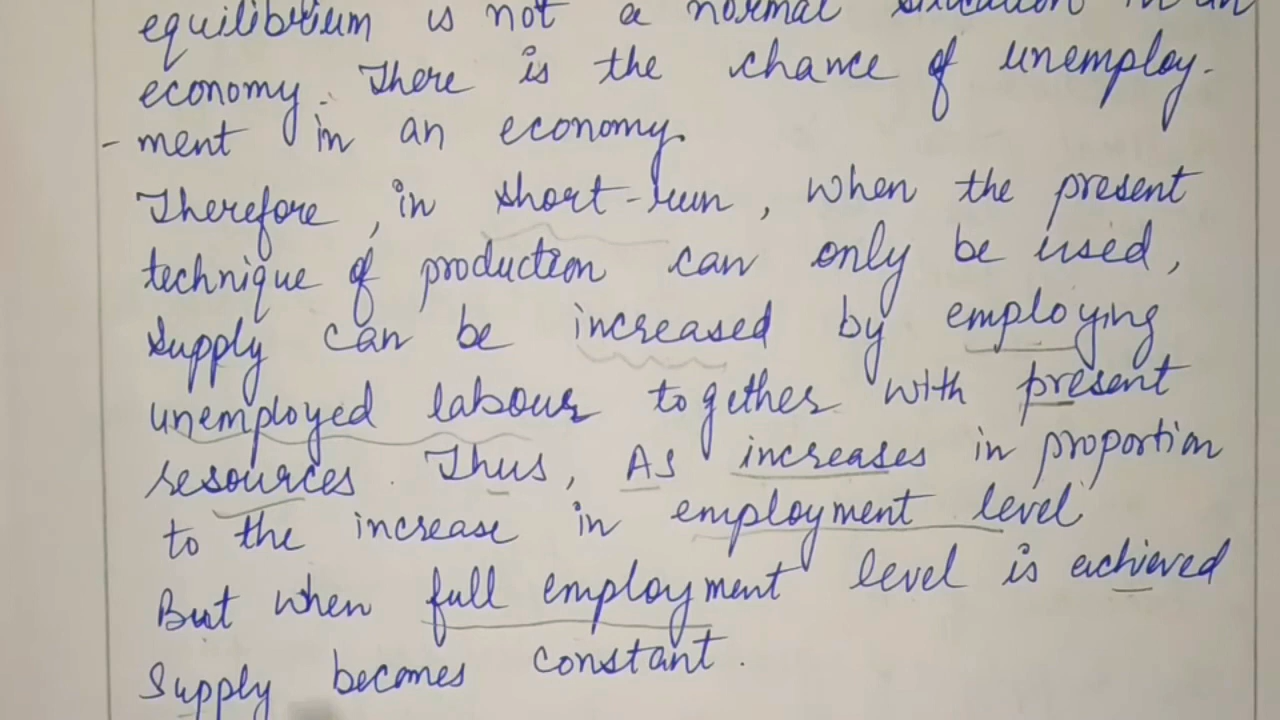 equilibrium is not a normal situation in an
economy. There is the chance of unemploy-
- ment in an economy.
Therefore, in short-run, when the present
technique of production can only be used,
supply can be increased by employing
unemployed labour together with present
resources. Thus, AS increases in proportion
to the increase in employment level
But when full employment level is achieved
supply becomes constant.